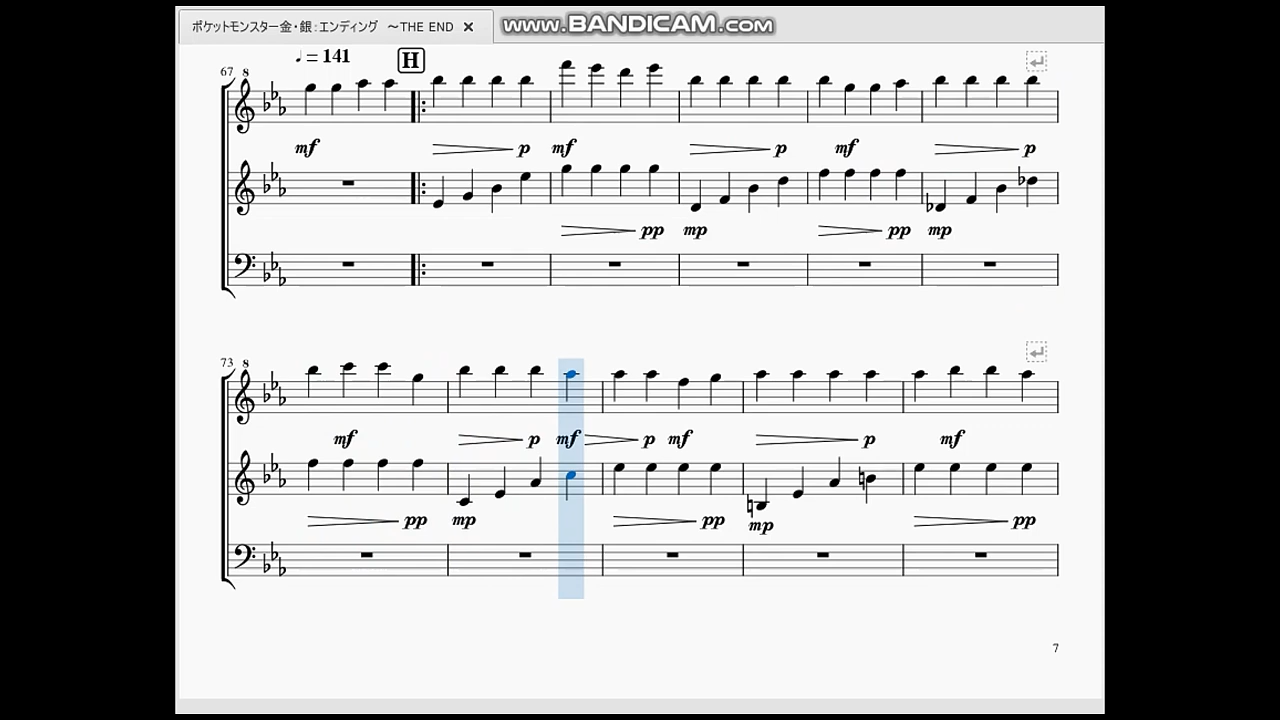 ポケットモンスター金・銀:エンディング ～THE END ×
www.BANDICAM.com
♩= 141
H
67
8
mf p mf p mf p
pp mp pp mp
73
8
mf p mf p mf p mf
pp mp pp mp pp
7